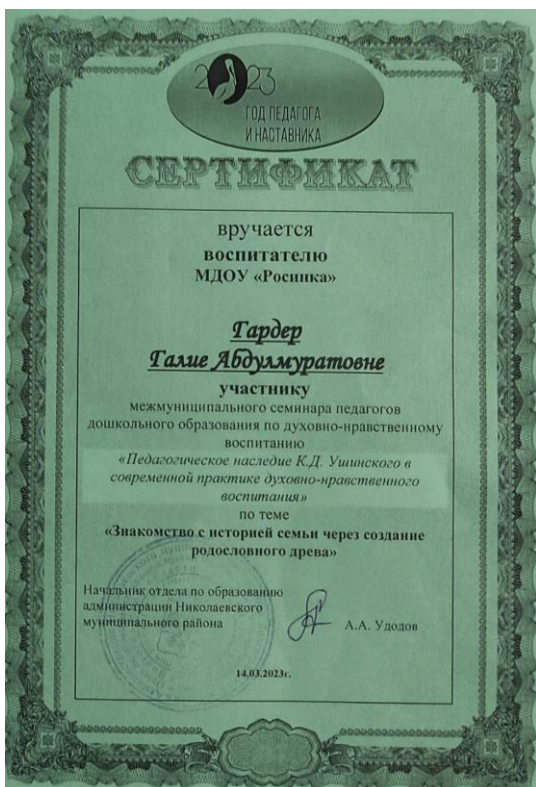 2023
ГОД ПЕДАГОГА
И НАСТАВНИКА
СЕРТИФИКАТ
вручается
воспитателю
МДОУ «Росинка»
Гардер
Галие Абдулмуратовне
участнику
межмуниципального семинара педагогов
дошкольного образования по духовно-нравственному
воспитанию
«Педагогическое наследие К.Д. Ушинского в
современной практике духовно-нравственного
воспитания»
по теме
«Знакомство с историей семьи через создание
родословного древа»
Начальник отдела по образованию
администрации Николаевского
муниципального района
А.А. Удодов
14.03.2023г.